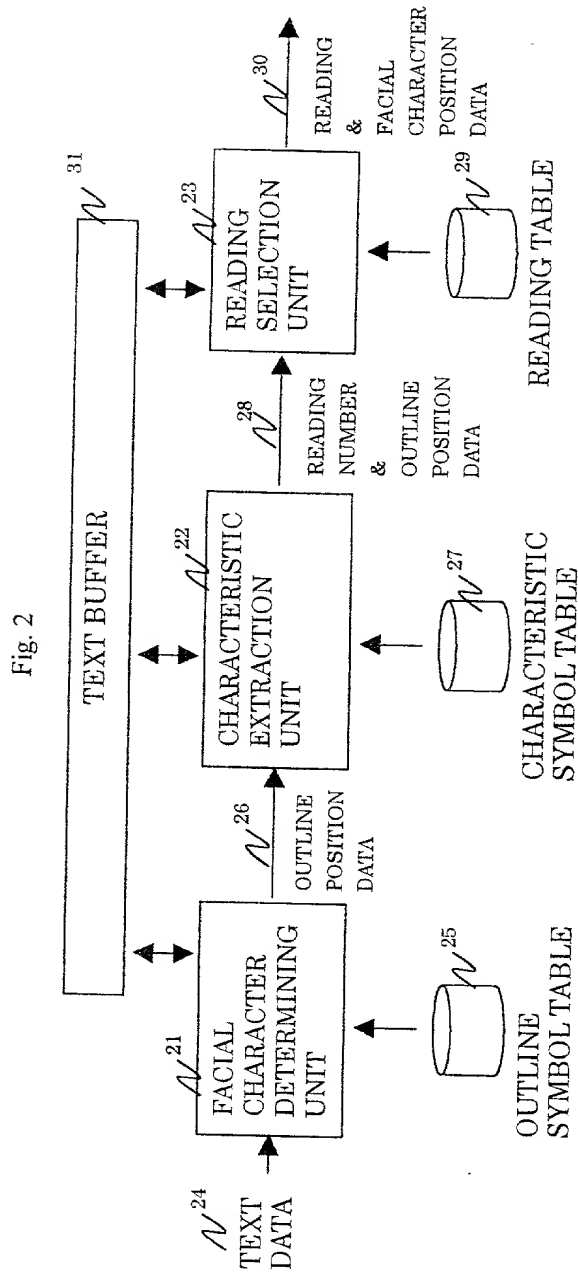 Fig. 2
31
TEXT BUFFER
24
TEXT
DATA
21
FACIAL
CHARACTER
DETERMINING
UNIT
25
OUTLINE
SYMBOL TABLE
26
OUTLINE
POSITION
DATA
22
CHARACTERISTIC
EXTRACTION
UNIT
27
CHARACTERISTIC
SYMBOL TABLE
28
READING
NUMBER
& OUTLINE
POSITION
DATA
23
READING
SELECTION
UNIT
29
READING TABLE
30
READING
& FACIAL
CHARACTER
POSITION
DATA